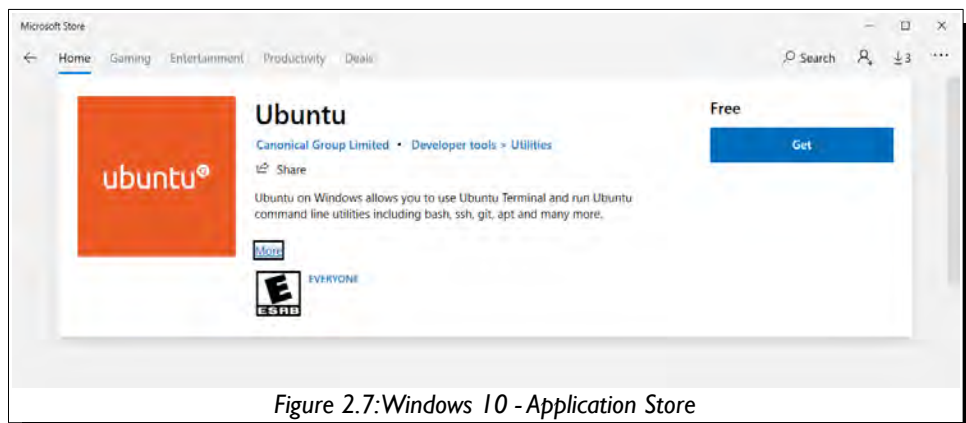 Microsoft Store
Home Gaming Entertainment Productivity Deals Search 3
ubuntu
Ubuntu
Free
Canonical Group Limited • Developer tools > Utilities
Get
Share
Ubuntu on Windows allows you to use Ubuntu Terminal and run Ubuntu
command line utilities including bash, ssh, git, apt and many more.
More
E
EVERYONE
ESRB
Figure 2.7:Windows 10 - Application Store